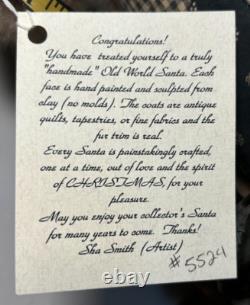 Congratulations!
You have treated yourself to a truly
"handmade" Old World Santa. Each
face is hand painted and sculpted from
clay (no molds). The coats are antique
quilts, tapestries, or fine fabrics and the
fur trim is real.
Every Santa is painstakingly crafted,
one at a time, out of love and the spirit
of CHRISTMAS, for your
pleasure.
May you enjoy your collector's Santa
for many years to come. Thanks!
Sha Smith (Artist)
#5524